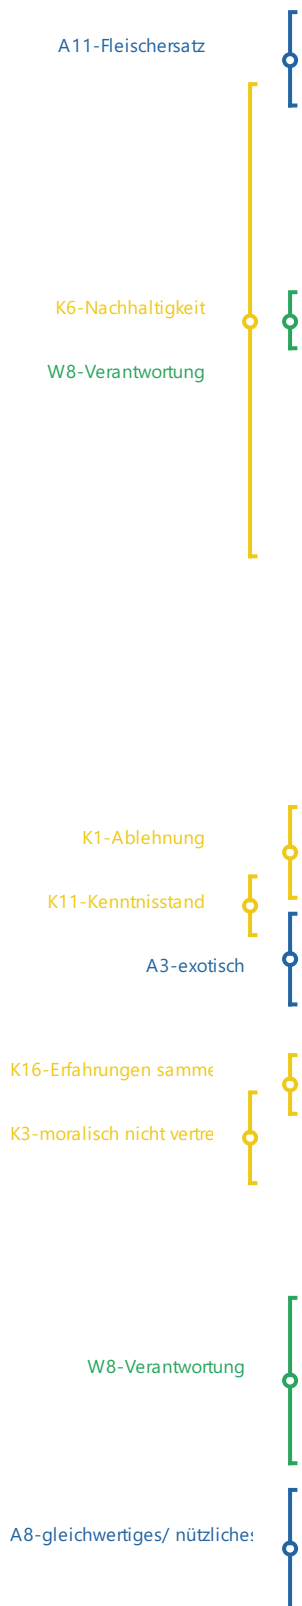 A11-Fleischersatz
K6-Nachhaltigkeit
W8-Verantwortung
K1-Ablehnung
K11-Kenntnisstand
A3-exotisch
K16-Erfahrungen samme
K3-moralisch nicht vertre
W8-Verantwortung
A8-gleichwertiges/ nützliches